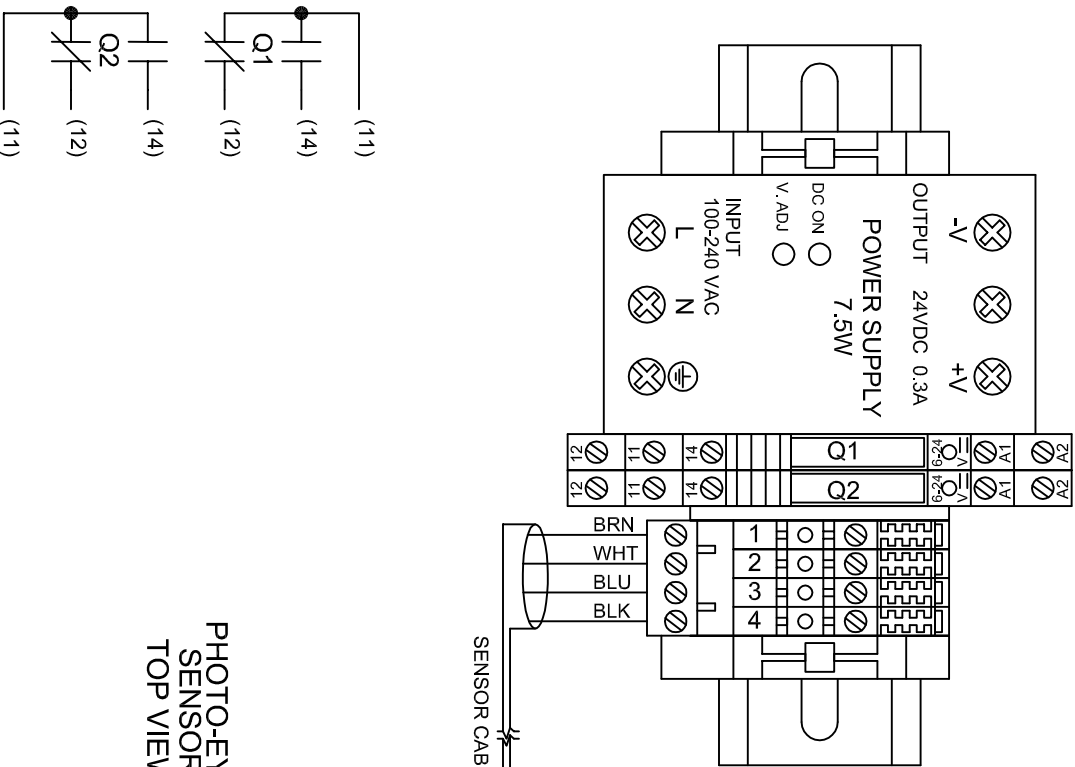 Q2
Q1
(11)
(12)
(14)
(12)
(14)
(11)
OUTPUT 24VDC 0.3A
-V
+V
POWER SUPPLY
7.5W
DC ON
V. ADJ
INPUT
100-240 VAC
L
N
12
11
14
Q1
6-24
V
A1
A2
12
11
14
Q2
6-24
V
A1
A2
BRN
WHT
BLU
BLK
1
2
3
4
SENSOR CAB
PHOTO-EY
SENSOR
TOP VIEW